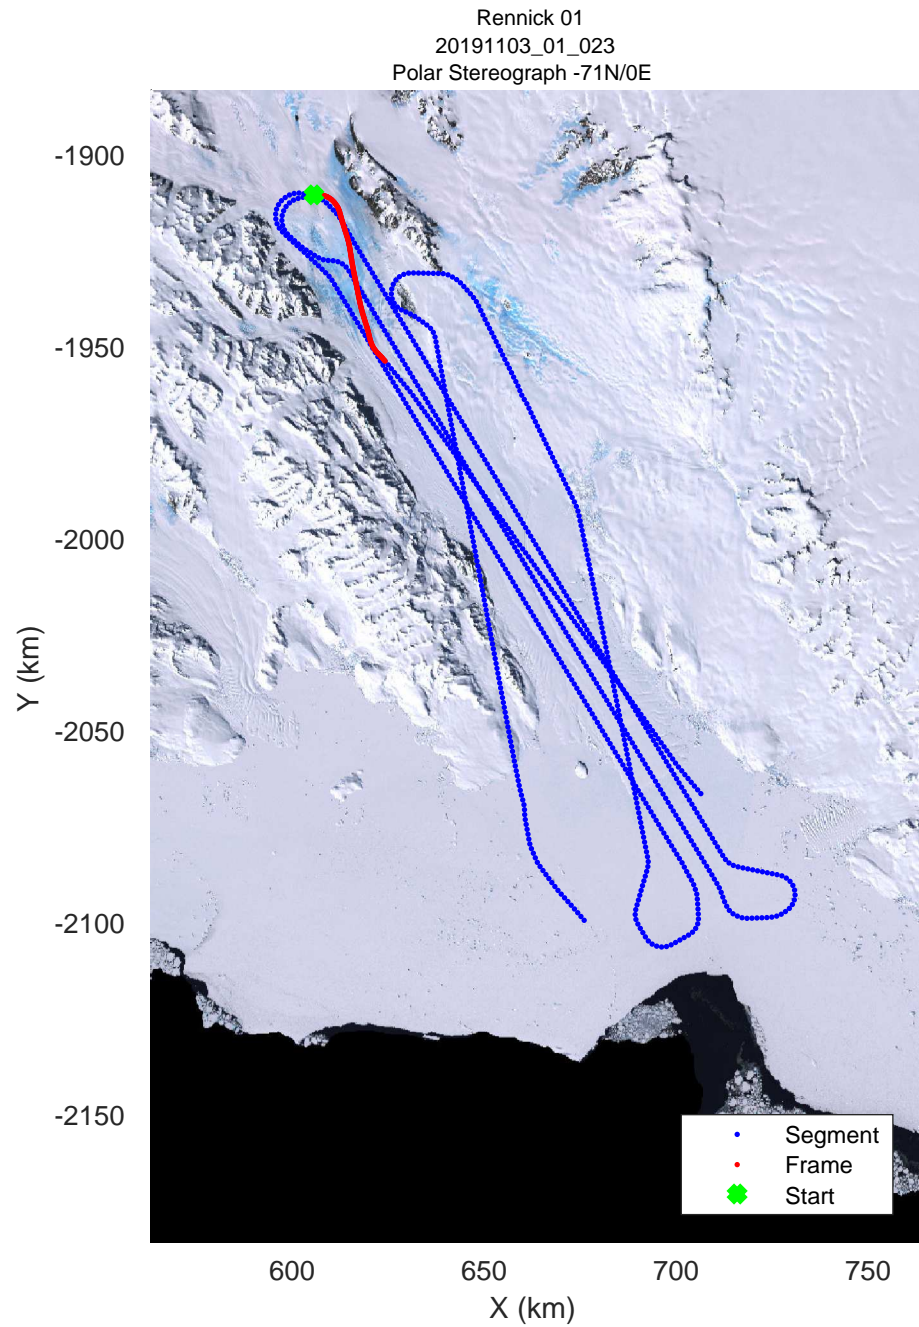 Rennick 01
20191103_01_023
Polar Stereograph -71N/0E
-1900
-1950
-2000
-2050
-2100
-2150
Y (km)
Segment
Frame
Start
600 650 700 750
X (km)